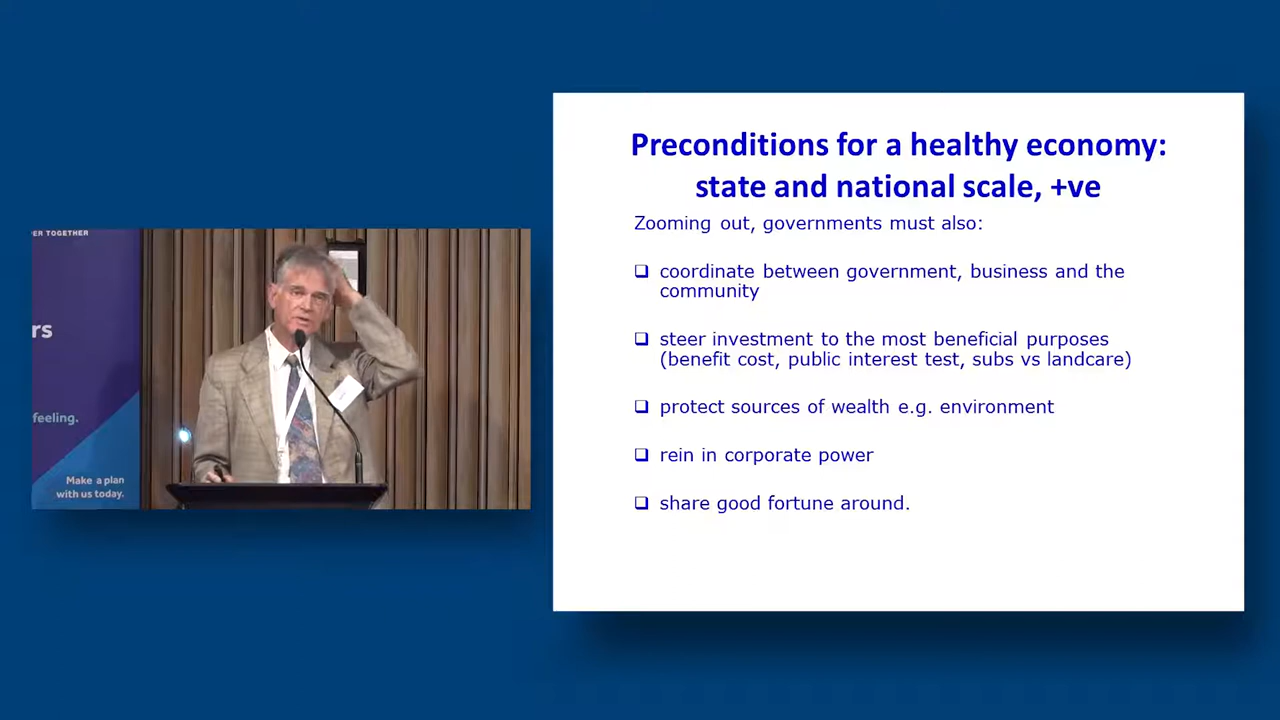 PER TOGETHER
rs
feeling.
Make a plan
with us today.
Preconditions for a healthy economy:
state and national scale, +ve
Zooming out, governments must also:
coordinate between government, business and the
community
steer investment to the most beneficial purposes
(benefit cost, public interest test, subs vs landcare)
protect sources of wealth e.g. environment
rein in corporate power
share good fortune around.